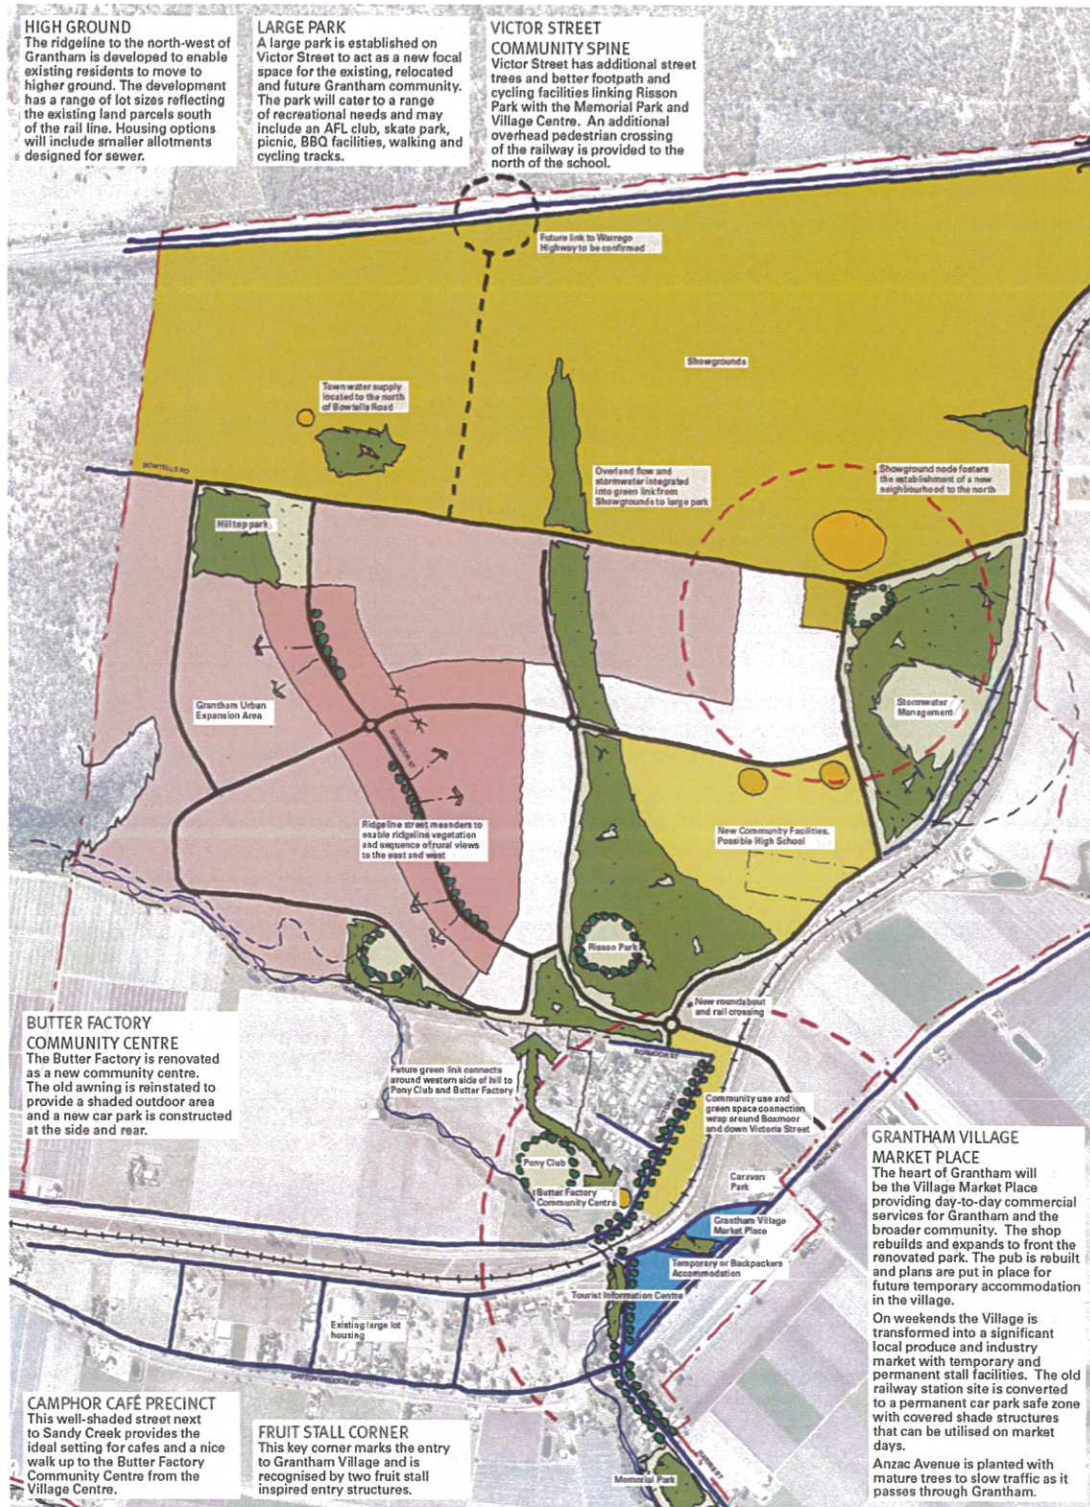 HIGH GROUND
The ridgeline to the north-west of
Grantham is developed to enable
existing residents to move to
higher ground. The development
has a range of lot sizes reflecting
the existing land parcels south
of the rail line. Housing options
will include smaller allotments
designed for sewer.
LARGE PARK
A large park is established on
Victor Street to act as a new focal
space for the existing, relocated
and future Grantham community.
The park will cater to a range
of recreational needs and may
include an AFL club, skate park,
picnic, BBQ facilities, walking and
cycling tracks.
VICTOR STREET
COMMUNITY SPINE
Victor Street has additional street
trees and better footpath and
cycling facilities linking Risson
Park with the Memorial Park and
Village Centre. An additional
overhead pedestrian crossing
of the railway is provided to the
north of the school.
Future link to Warrego
Highway to be confirmed
Showgrounds
Town water supply
located to the north
of Bowtells Road
BOWTELLS RD
Overland flow and
stormwater integrated
into green link from
Showgrounds to large park
Showground node fosters
the establishment of a new
neighbourhood to the north
Hilltop park
Grantham Urban
Expansion Area
Stormwater
Management
Ridgeline street meanders to
enable ridgeline vegetation
and sequence of rural views
to the east and west
New Community Facilities.
Possible High School
Risson Park
New roundabout
and rail crossing
BUTTER FACTORY
COMMUNITY CENTRE
The Butter Factory is renovated
as a new community centre.
The old awning is reinstated to
provide a shaded outdoor area
and a new car park is constructed
at the side and rear.
Future green link connects
around western side of hill to
Pony Club and Butter Factory
Community use and
green space connection
wrap around Boxmoor
and down Victoria Street
ANZAC AVE
Pony Club
Butter Factory
Community Centre
Caravan
Park
Grantham Village
Market Place
Temporary or Backpackers
Accommodation
Tourist Information Centre
Existing large lot
housing
GRANTHAM VILLAGE
MARKET PLACE
The heart of Grantham will
be the Village Market Place
providing day-to-day commercial
services for Grantham and the
broader community. The shop
rebuilds and expands to front the
renovated park. The pub is rebuilt
and plans are put in place for
future temporary accommodation
in the village.
On weekends the Village is
transformed into a significant
local produce and industry
market with temporary and
permanent stall facilities. The old
railway station site is converted
to a permanent car park safe zone
with covered shade structures
that can be utilised on market
days.
Anzac Avenue is planted with
mature trees to slow traffic as it
passes through Grantham.
CAMPHOR CAFÉ PRECINCT
This well-shaded street next
to Sandy Creek provides the
ideal setting for cafes and a nice
walk up to the Butter Factory
Community Centre from the
Village Centre.
FRUIT STALL CORNER
This key corner marks the entry
to Grantham Village and is
recognised by two fruit stall
inspired entry structures.
Memorial Park